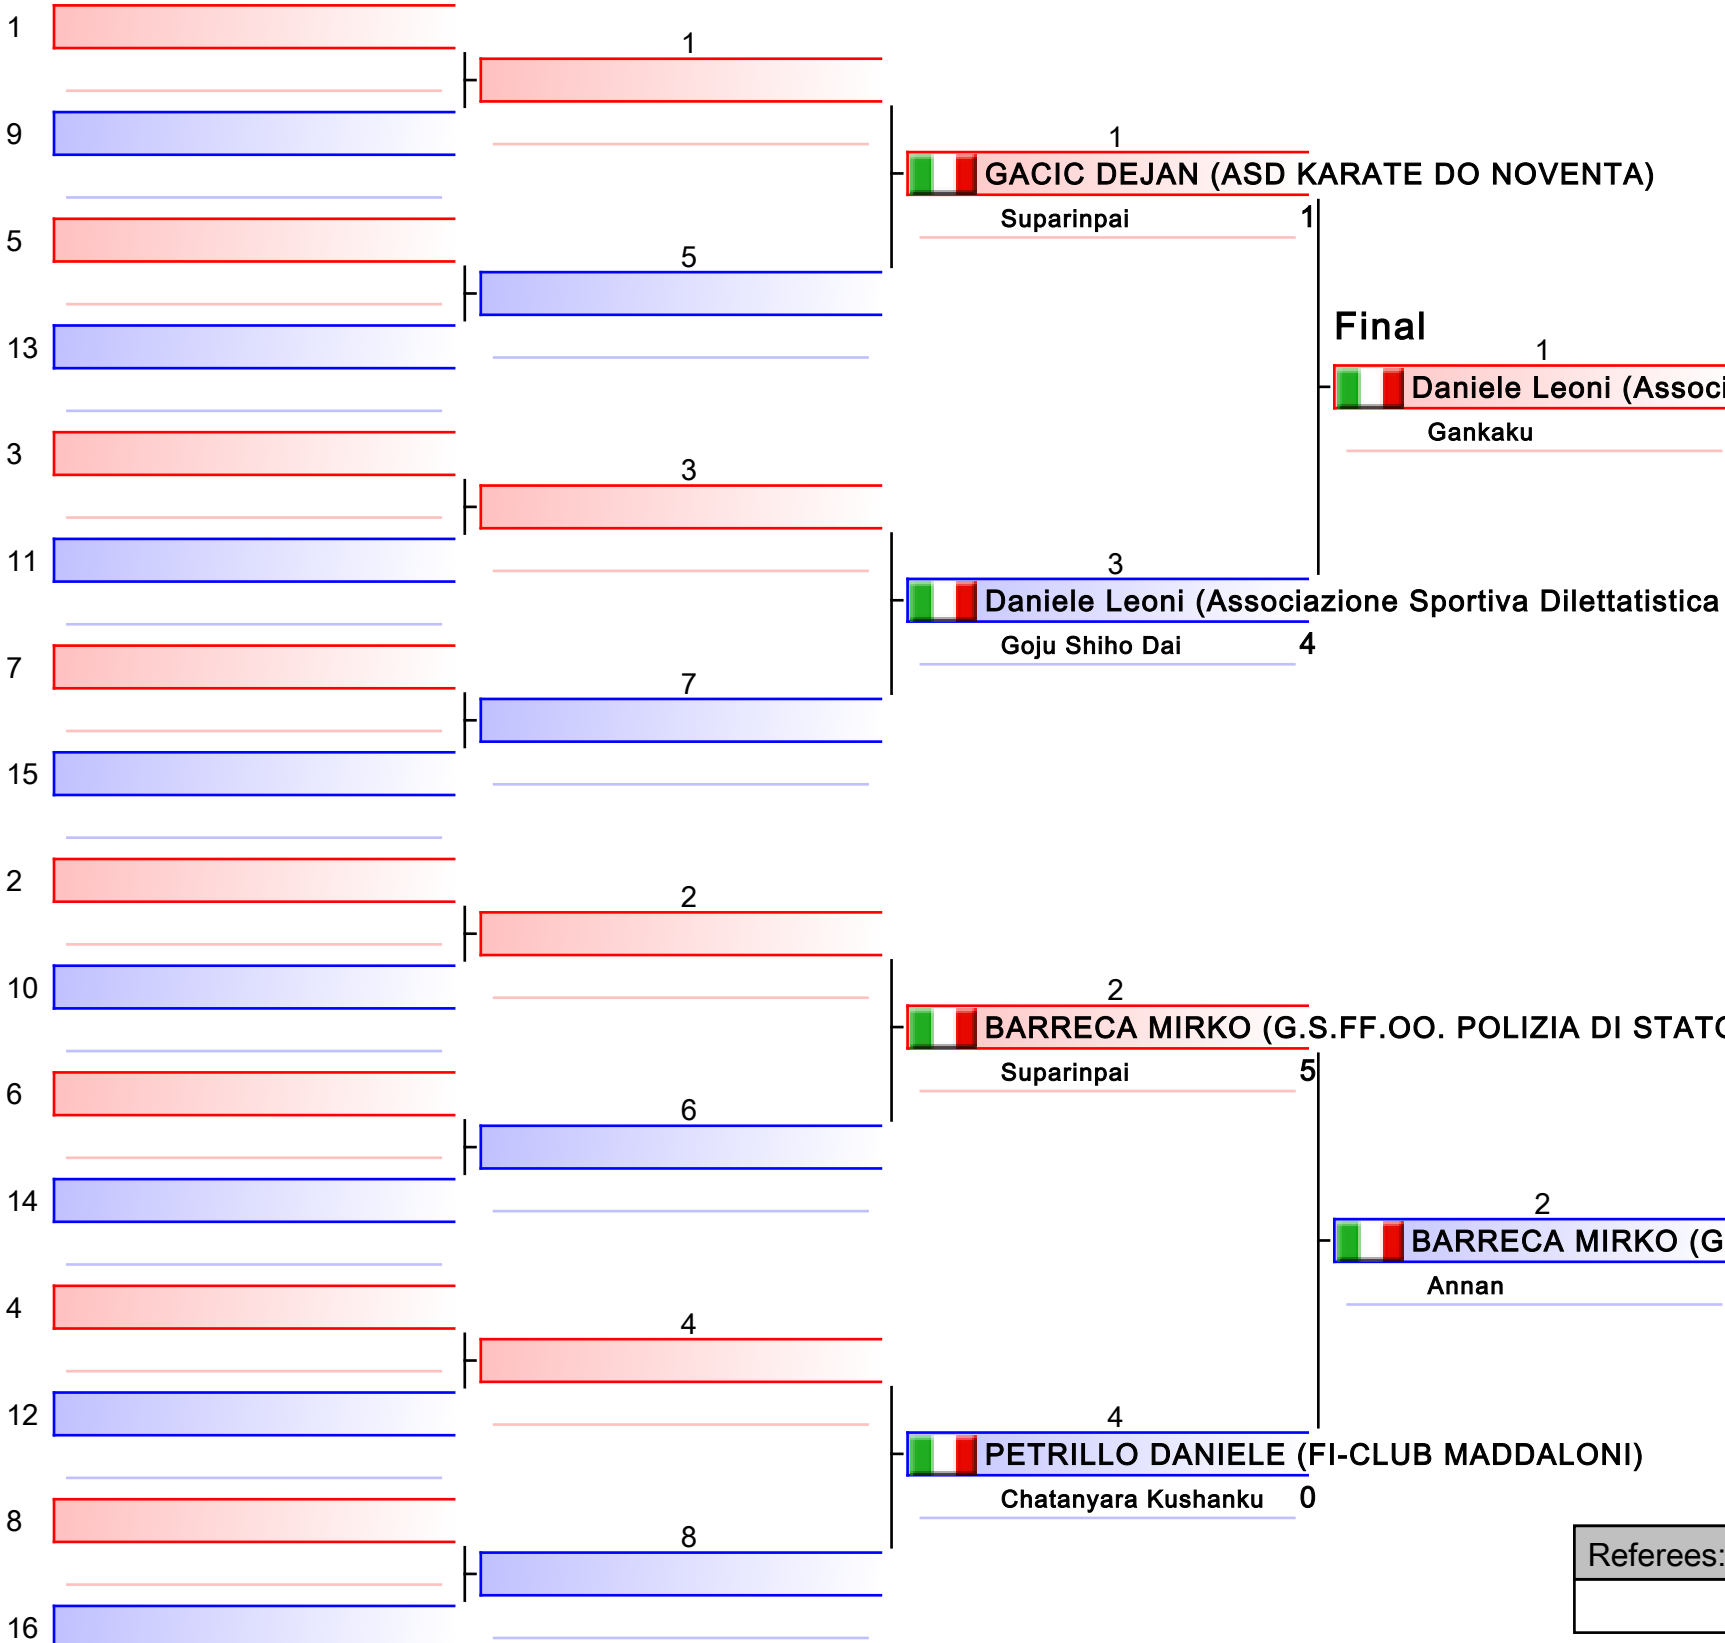 1
9
5
13
3
11
7
15
2
10
6
14
4
12
8
16
1
5
3
7
2
6
4
8
1
GACIC DEJAN (ASD KARATE DO NOVENTA)
Suparinpai 1
3
Daniele Leoni (Associazione Sportiva Dilettatistica
Goju Shiho Dai 4
2
BARRECA MIRKO (G.S.FF.OO. POLIZIA DI STATO
Suparinpai 5
4
PETRILLO DANIELE (FI-CLUB MADDALONI)
Chatanyara Kushanku 0
Final
1
Daniele Leoni (Associ
Gankaku
2
BARRECA MIRKO (G
Annan
Referees: